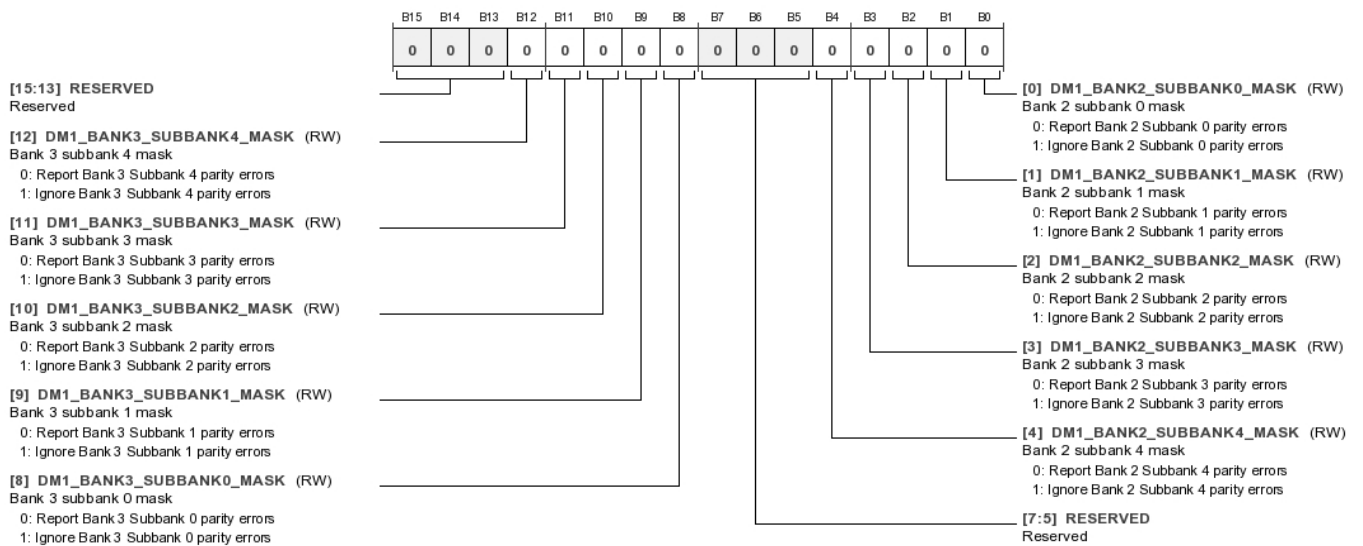 B15 B14 B13 B12 B11 B10 B9 B8 B7 B6 B5 B4 B3 B2 B1 B0
0 0 0 0 0 0 0 0 0 0 0 0 0 0 0 0
[15:13] RESERVED
Reserved
[12] DM1_BANK3_SUBBANK4_MASK (RW)
Bank 3 subbank 4 mask
0: Report Bank 3 Subbank 4 parity errors
1: Ignore Bank 3 Subbank 4 parity errors
[11] DM1_BANK3_SUBBANK3_MASK (RW)
Bank 3 subbank 3 mask
0: Report Bank 3 Subbank 3 parity errors
1: Ignore Bank 3 Subbank 3 parity errors
[10] DM1_BANK3_SUBBANK2_MASK (RW)
Bank 3 subbank 2 mask
0: Report Bank 3 Subbank 2 parity errors
1: Ignore Bank 3 Subbank 2 parity errors
[9] DM1_BANK3_SUBBANK1_MASK (RW)
Bank 3 subbank 1 mask
0: Report Bank 3 Subbank 1 parity errors
1: Ignore Bank 3 Subbank 1 parity errors
[8] DM1_BANK3_SUBBANK0_MASK (RW)
Bank 3 subbank 0 mask
0: Report Bank 3 Subbank 0 parity errors
1: Ignore Bank 3 Subbank 0 parity errors
[0] DM1_BANK2_SUBBANK0_MASK (RW)
Bank 2 subbank 0 mask
0: Report Bank 2 Subbank 0 parity errors
1: Ignore Bank 2 Subbank 0 parity errors
[1] DM1_BANK2_SUBBANK1_MASK (RW)
Bank 2 subbank 1 mask
0: Report Bank 2 Subbank 1 parity errors
1: Ignore Bank 2 Subbank 1 parity errors
[2] DM1_BANK2_SUBBANK2_MASK (RW)
Bank 2 subbank 2 mask
0: Report Bank 2 Subbank 2 parity errors
1: Ignore Bank 2 Subbank 2 parity errors
[3] DM1_BANK2_SUBBANK3_MASK (RW)
Bank 2 subbank 3 mask
0: Report Bank 2 Subbank 3 parity errors
1: Ignore Bank 2 Subbank 3 parity errors
[4] DM1_BANK2_SUBBANK4_MASK (RW)
Bank 2 subbank 4 mask
0: Report Bank 2 Subbank 4 parity errors
1: Ignore Bank 2 Subbank 4 parity errors
[7:5] RESERVED
Reserved